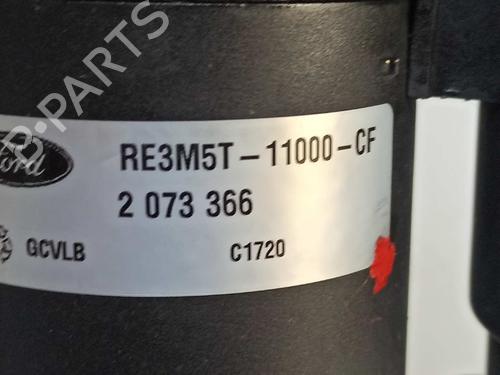 B-PARTS
Ford
RE3M5T-11000-CF
2 073 366
GCVLB C1720